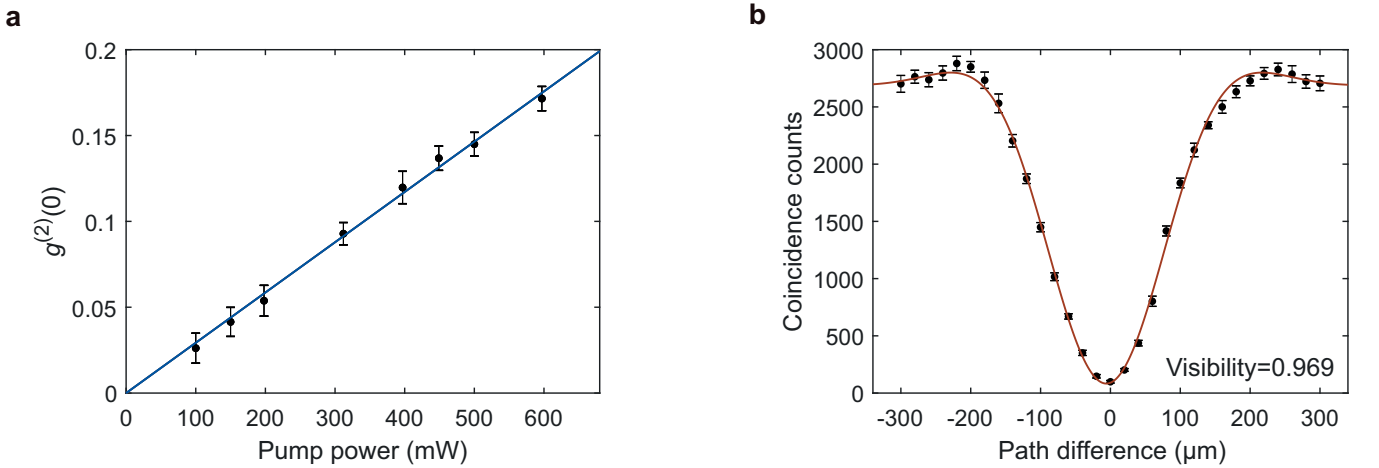 a
0.2
0.15
0.1
0.05
0
g(2)(0)
0 100 200 300 400 500 600
Pump power (mW)
b
3000
2500
2000
1500
1000
500
0
Coincidence counts
Visibility=0.969
-300 -200 -100 0 100 200 300
Path difference (μm)